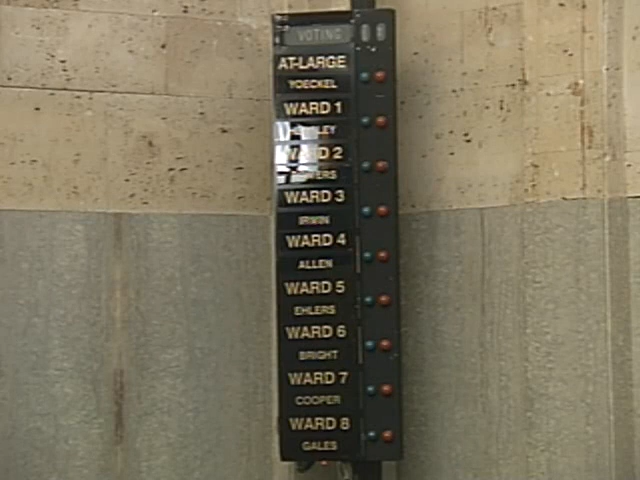 VOTING
AT-LARGE
YOECKEL
WARD 1
WARD 2
WARD 3
IRWIN
WARD 4
ALLEN
WARD 5
EHLERS
WARD 6
BRIGHT
WARD 7
COOPER
WARD 8
GALES